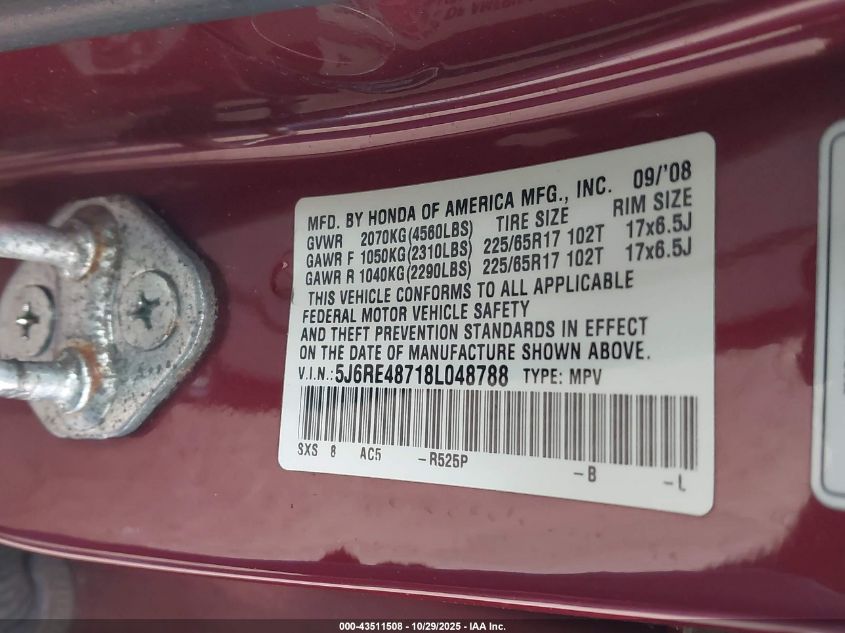 MFD. BY HONDA OF AMERICA MFG., INC. 09/'08
TIRE SIZE RIM SIZE
GVWR 2070KG(4560LBS)
GAWR F 1050KG(2310LBS) 225/65R17 102T 17x6.5J
GAWR R 1040KG(2290LBS) 225/65R17 102T 17x6.5J
THIS VEHICLE CONFORMS TO ALL APPLICABLE
FEDERAL MOTOR VEHICLE SAFETY
AND THEFT PREVENTION STANDARDS IN EFFECT
ON THE DATE OF MANUFACTURE SHOWN ABOVE.
V.I.N.:5J6RE48718L048788 TYPE: MPV
SXS 8 AC5 -R525P -B -L
000-43511508 • 10/29/2025 • IAA Inc.